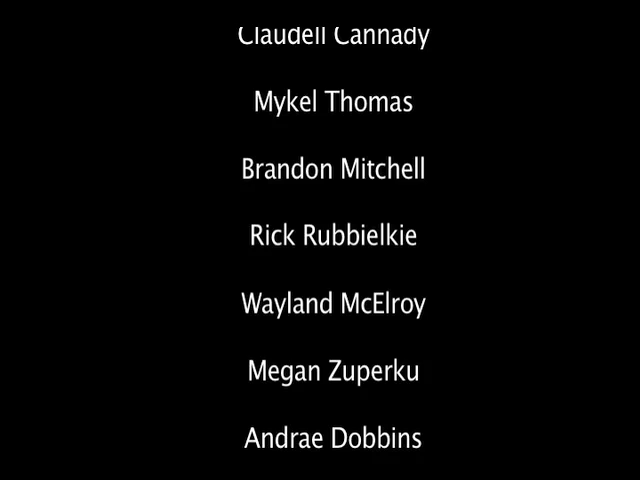 Claudell Cannady
Mykel Thomas
Brandon Mitchell
Rick Rubbielkie
Wayland McElroy
Megan Zuperku
Andrae Dobbins